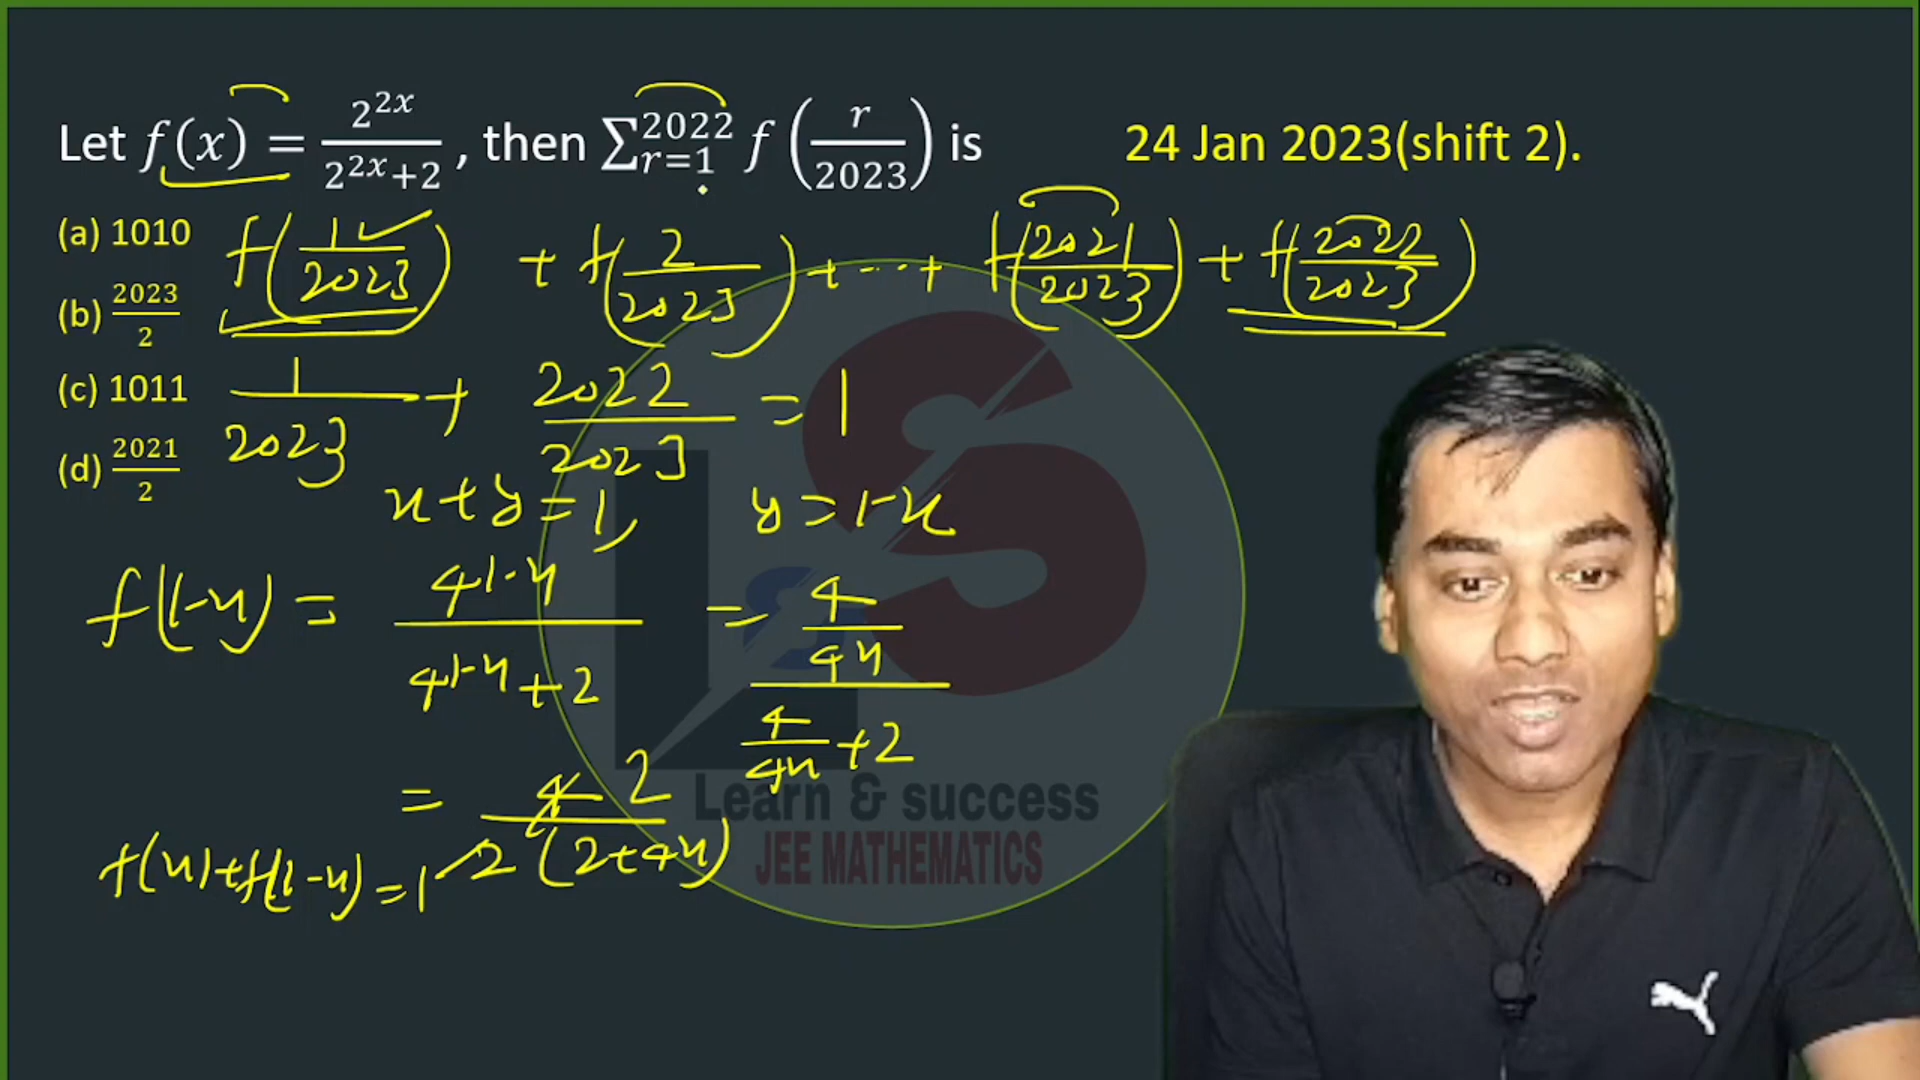 Let f(x) = 2^{2x}/(2^{2x}+2), then ∑_{r=1}^{2022} f(r/2023) is 24 Jan 2023(shift 2).
(a) 1010
f(1/2023) + f(2/2023) + ... + f(2021/2023) + f(2022/2023)
(b) 2023/2
(c) 1011
1/2023 + 2022/2023 = 1
(d) 2021/2
x+y=1, y=1-x
f(1-x) = 4^{1-x}/(4^{1-x}+2) = (4/4^x)/(4/4^x+2)
= 4 2/2(2+4^x)
f(x)+f(1-x)=1
Learn & success
JEE MATHEMATICS